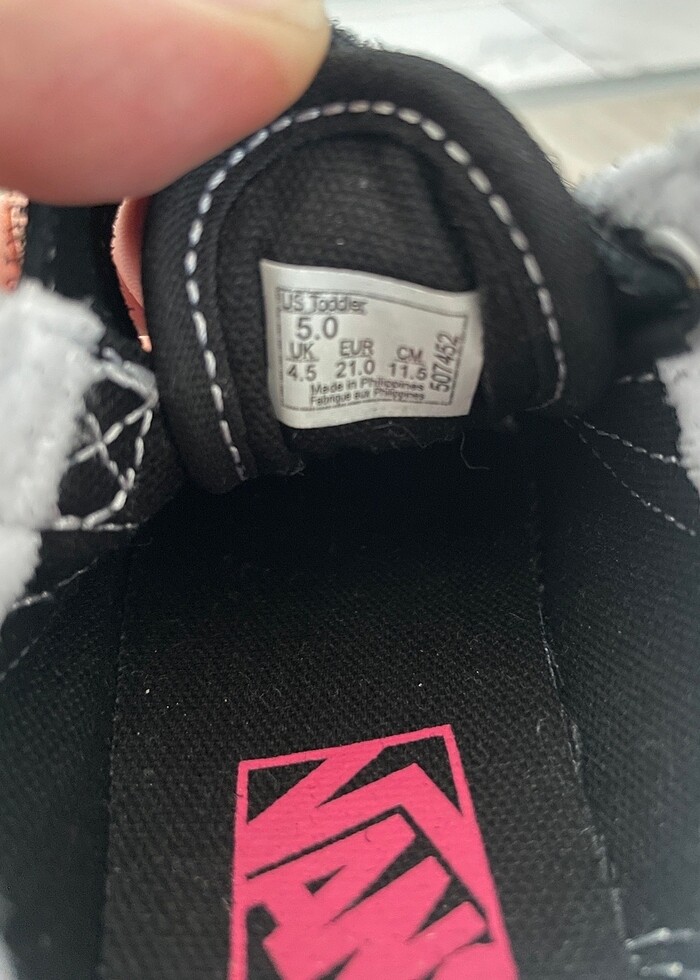 US Toddler
5.0
UK EUR CM
4.5 21.0 11.5
Made in Philippines
Fabriqué aux Philippines
507452
VANS